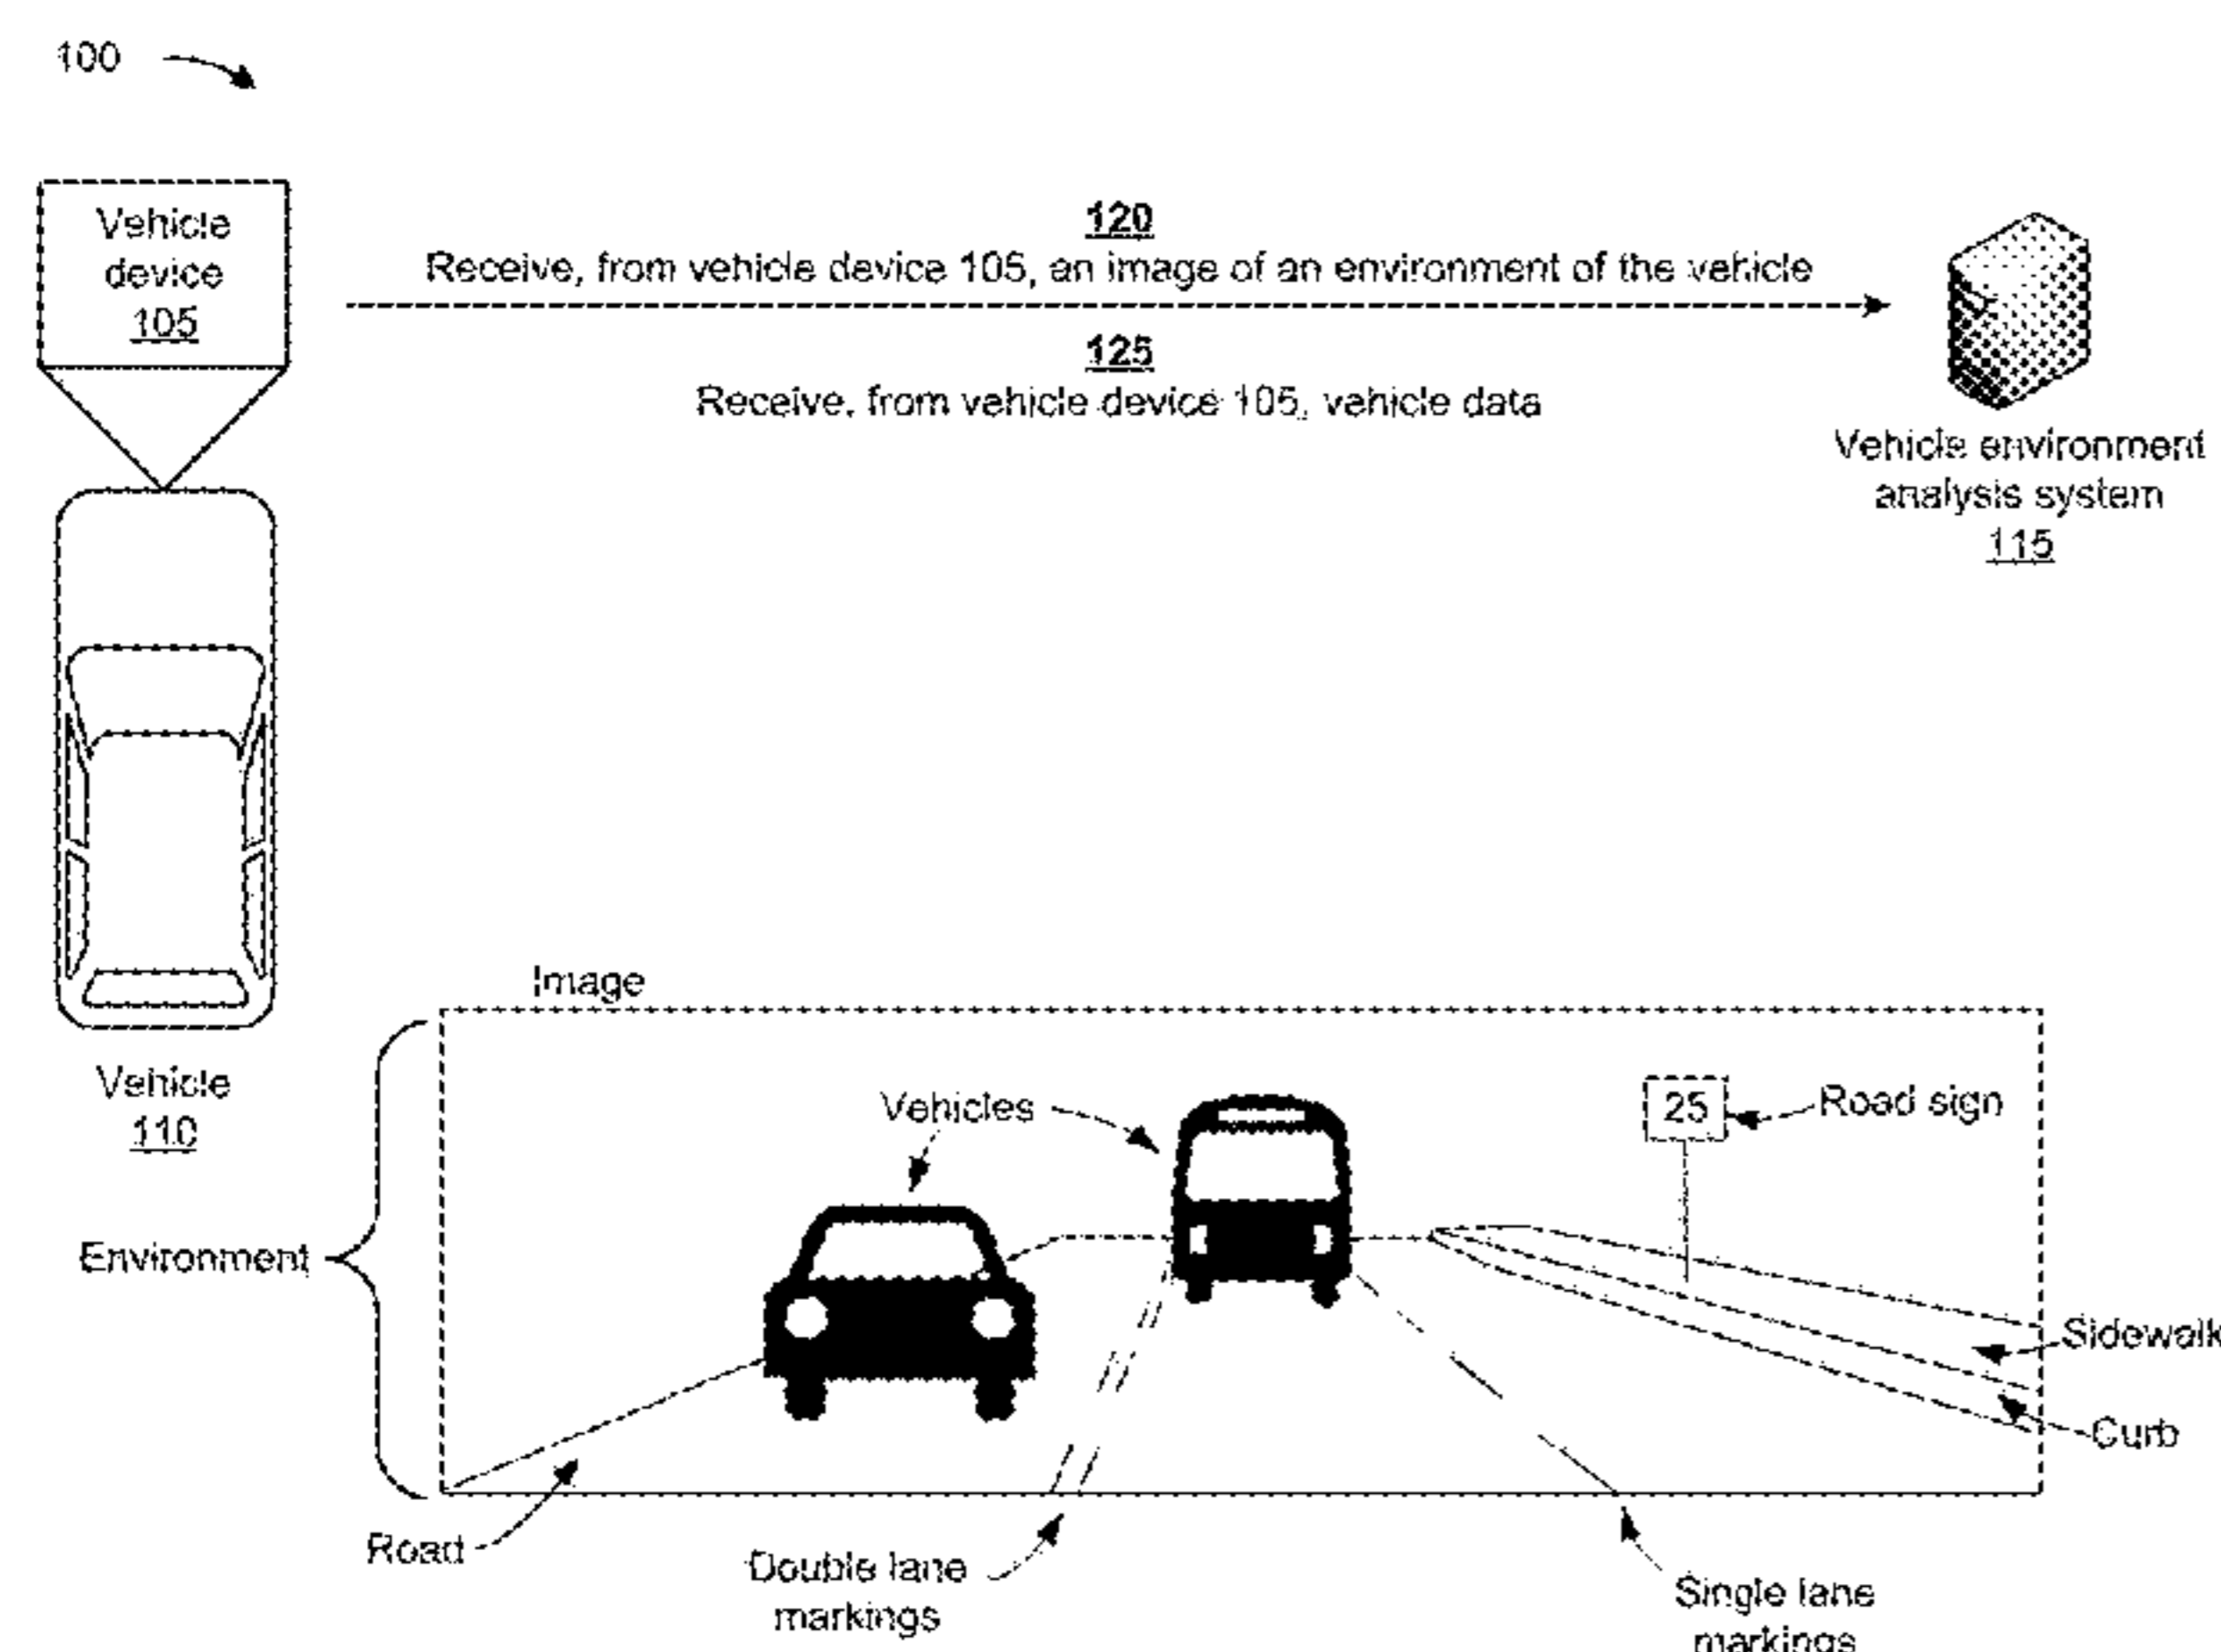 100
Vehicle
device
105
120
Receive, from vehicle device 105, an image of an environment of the vehicle
125
Receive, from vehicle device 105, vehicle data
Vehicle environment
analysis system
115
Vehicle
110
Image
Environment
Vehicles
25
Road sign
Sidewalk
Curb
Road
Double lane
markings
Single lane
markings